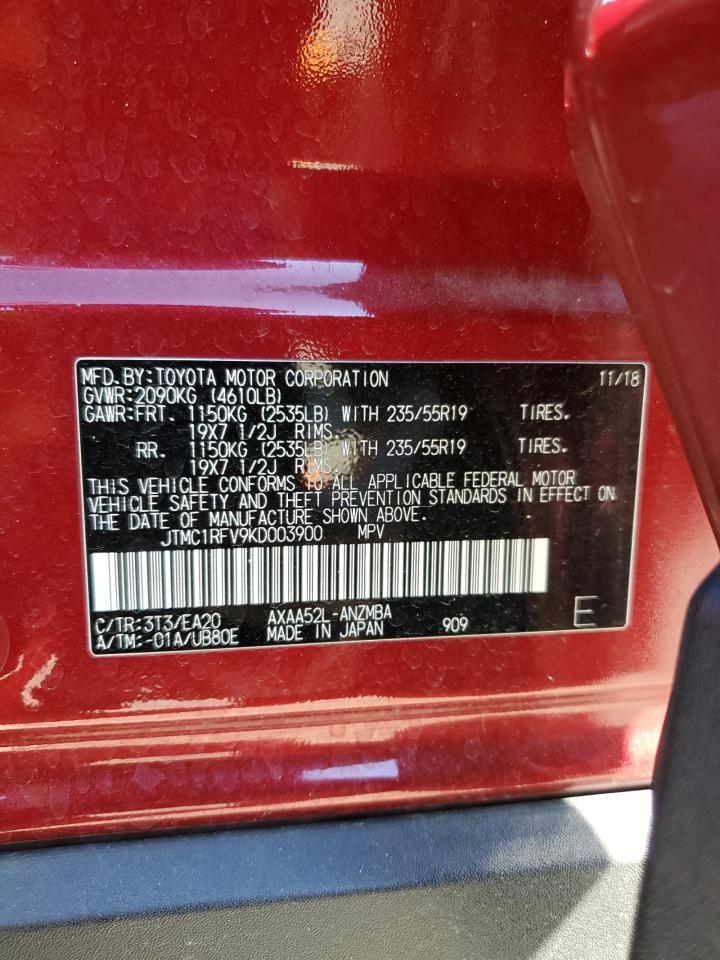 MFD.BY:TOYOTA MOTOR CORPORATION 11/18
GVWR:2090KG (4610LB)
GAWR:FRT. 1150KG (2535LB) WITH 235/55R19 TIRES.
19X7 1/2J RIMS.
RR. 1150KG (2535LB) WITH 235/55R19 TIRES.
19X7 1/2J RIMS.
THIS VEHICLE CONFORMS TO ALL APPLICABLE FEDERAL MOTOR
VEHICLE SAFETY AND THEFT PREVENTION STANDARDS IN EFFECT ON
THE DATE OF MANUFACTURE SHOWN ABOVE.
JTMC1RFV9KD003900 MPV
C/TR:3T3/EA20 AXAA52L-ANZMBA
A/TM:-01A/UB80E MADE IN JAPAN 909 E